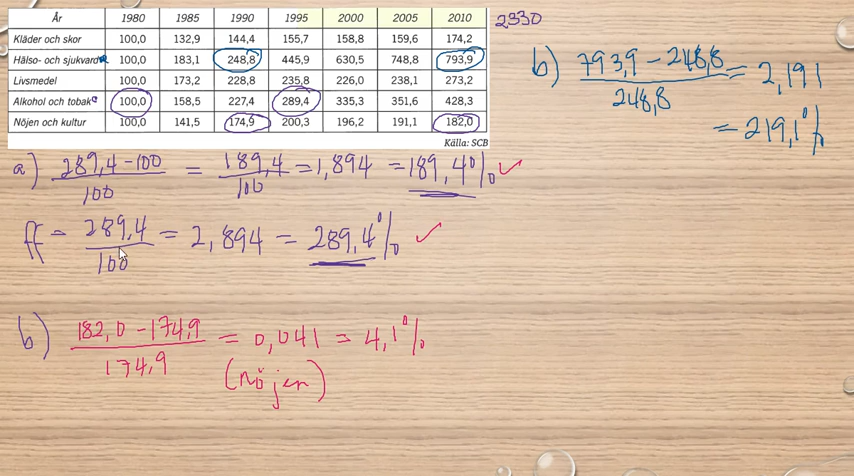 År 1980 1985 1990 1995 2000 2005 2010
Kläder och skor 100,0 132,9 144,4 155,7 158,8 159,6 174,2
Hälso- och sjukvård 100,0 183,1 248,8 445,9 630,5 748,8 793,9
Livsmedel 100,0 173,2 228,8 235,8 226,0 238,1 273,2
Alkohol och tobak 100,0 158,5 227,4 289,4 335,3 351,6 428,3
Nöjen och kultur 100,0 141,5 174,9 200,3 196,2 191,1 182,0
Källa: SCB
2330
b) (793,9 - 248,8)/248,8 = 2,191
= 219,1%
a) (289,4 - 100)/100 = 189,4/100 = 1,894 = 189,4% ✓
ff = 289,4/100 = 2,894 = 289,4% ✓
b) (182,0 - 174,9)/174,9 = 0,041 = 4,1%
(nöjen)